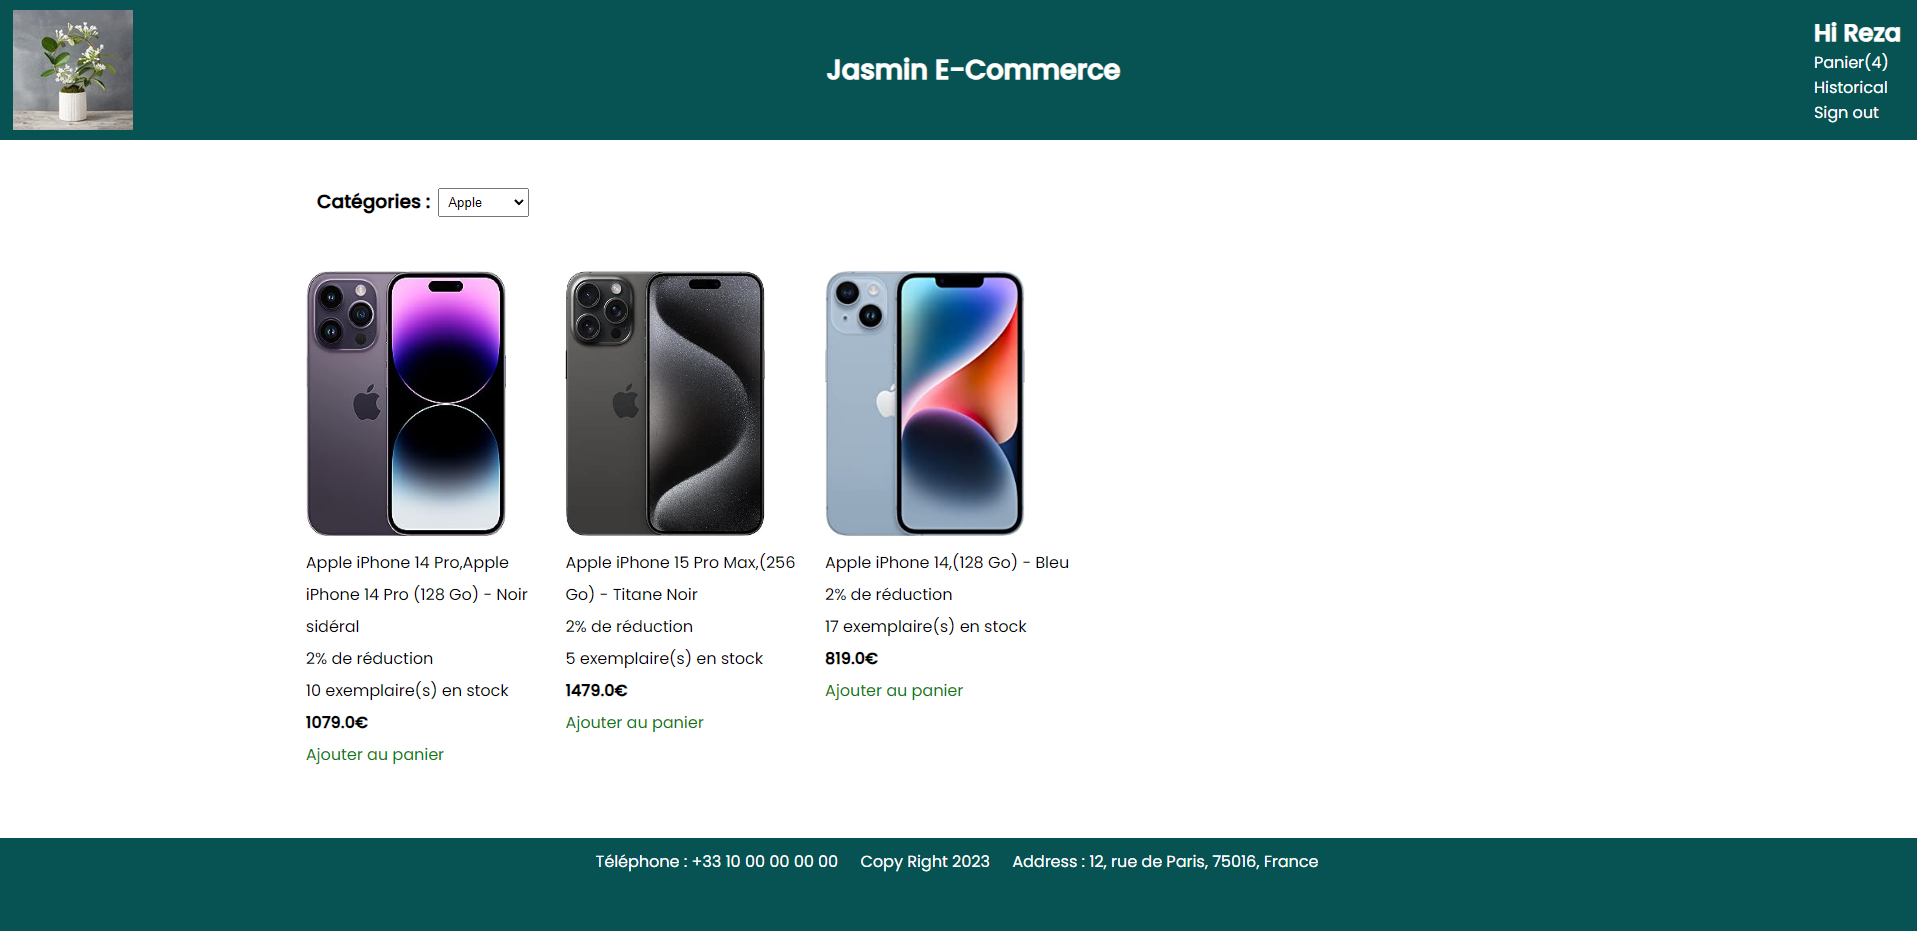 Jasmin E-Commerce
Hi Reza
Panier(4)
Historical
Sign out
Catégories : Apple
Apple iPhone 14 Pro,Apple
iPhone 14 Pro (128 Go) - Noir
sidéral
2% de réduction
10 exemplaire(s) en stock
1079.0€
Ajouter au panier
Apple iPhone 15 Pro Max,(256
Go) - Titane Noir
2% de réduction
5 exemplaire(s) en stock
1479.0€
Ajouter au panier
Apple iPhone 14,(128 Go) - Bleu
2% de réduction
17 exemplaire(s) en stock
819.0€
Ajouter au panier
Téléphone : +33 10 00 00 00 00 Copy Right 2023 Address : 12, rue de Paris, 75016, France